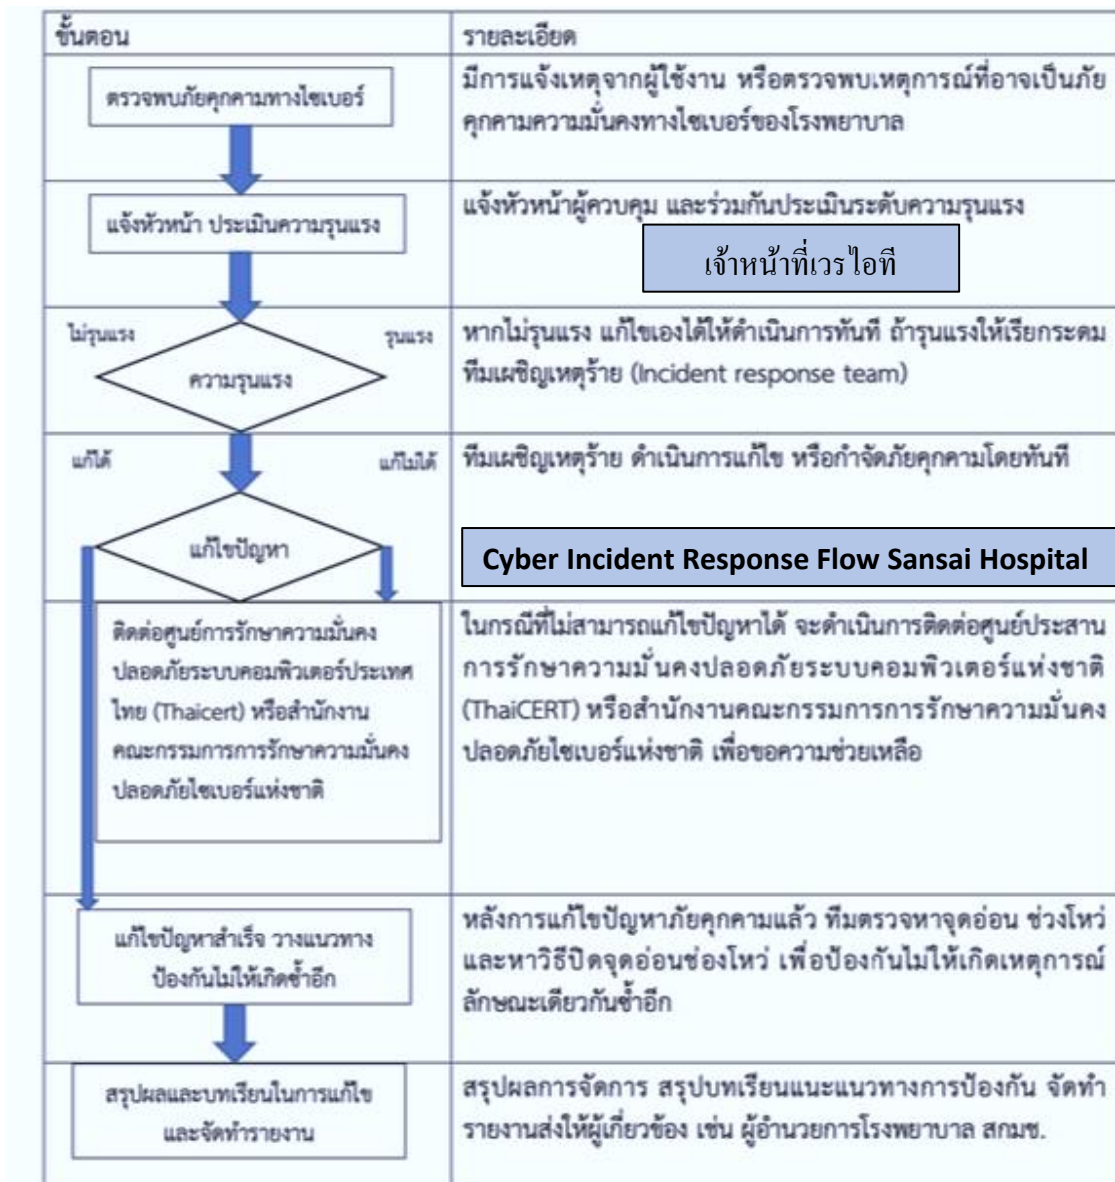 ขั้นตอน
รายละเอียด
ตรวจพบภัยคุกคามทางไซเบอร์
มีการแจ้งเหตุจากผู้ใช้งาน หรือตรวจพบเหตุการณ์ที่อาจเป็นภัย
คุกคามความมั่นคงทางไซเบอร์ของโรงพยาบาล
แจ้งหัวหน้า ประเมินความรุนแรง
แจ้งหัวหน้าผู้ควบคุม และร่วมกันประเมินระดับความรุนแรง
เจ้าหน้าที่เวรไอที
ไม่รุนแรง
รุนแรง
ความรุนแรง
หากไม่รุนแรง แก้ไขเองได้ให้ดำเนินการทันที ถ้ารุนแรงให้เรียกระดม
ทีมเผชิญเหตุร้าย (Incident response team)
แก้ได้
แก้ไม่ได้
แก้ไขปัญหา
ทีมเผชิญเหตุร้าย ดำเนินการแก้ไข หรือกำจัดภัยคุกคามโดยทันที
Cyber Incident Response Flow Sansai Hospital
ติดต่อศูนย์การรักษาความมั่นคง
ปลอดภัยระบบคอมพิวเตอร์ประเทศ
ไทย (Thaicert) หรือสำนักงาน
คณะกรรมการการรักษาความมั่นคง
ปลอดภัยไซเบอร์แห่งชาติ
ในกรณีที่ไม่สามารถแก้ไขปัญหาได้ จะดำเนินการติดต่อศูนย์ประสาน
การรักษาความมั่นคงปลอดภัยระบบคอมพิวเตอร์แห่งชาติ
(ThaiCERT) หรือสำนักงานคณะกรรมการการรักษาความมั่นคง
ปลอดภัยไซเบอร์แห่งชาติ เพื่อขอความช่วยเหลือ
แก้ไขปัญหาสำเร็จ วางแนวทาง
ป้องกันไม่ให้เกิดซ้ำอีก
หลังการแก้ไขปัญหาภัยคุกคามแล้ว ทีมตรวจหาจุดอ่อน ช่วงโหว่
และหาวิธีปิดจุดอ่อนช่องโหว่ เพื่อป้องกันไม่ให้เกิดเหตุการณ์
ลักษณะเดียวกันซ้ำอีก
สรุปผลและบทเรียนในการแก้ไข
และจัดทำรายงาน
สรุปผลการจัดการ สรุปบทเรียนแนะแนวทางการป้องกัน จัดทำ
รายงานส่งให้ผู้เกี่ยวข้อง เช่น ผู้อำนวยการโรงพยาบาล สกมช.